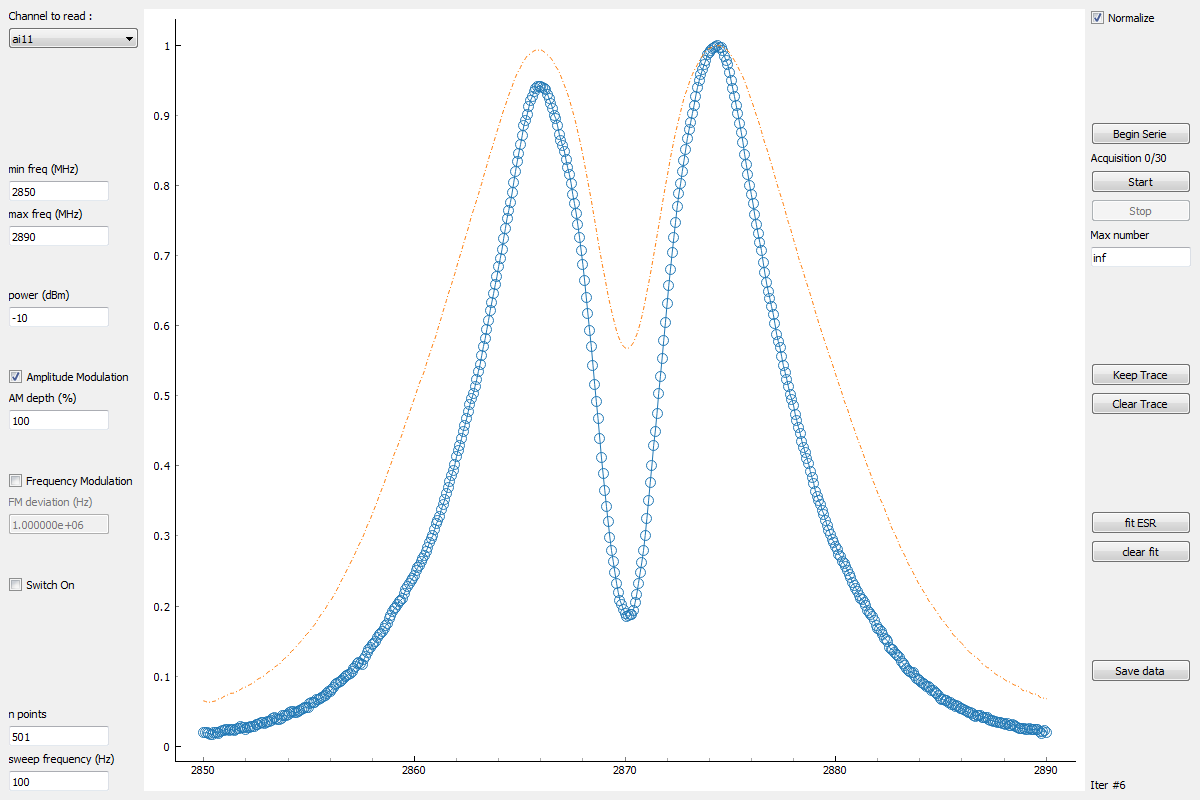 Channel to read :
ai11
min freq (MHz)
2850
max freq (MHz)
2890
power (dBm)
-10
Amplitude Modulation
AM depth (%)
100
Frequency Modulation
FM deviation (Hz)
1.000000e+06
Switch On
n points
501
sweep frequency (Hz)
100
1
0.9
0.8
0.7
0.6
0.5
0.4
0.3
0.2
0.1
0
2850
2860
2870
2880
2890
Normalize
Begin Serie
Acquisition 0/30
Start
Stop
Max number
inf
Keep Trace
Clear Trace
fit ESR
clear fit
Save data
Iter #6